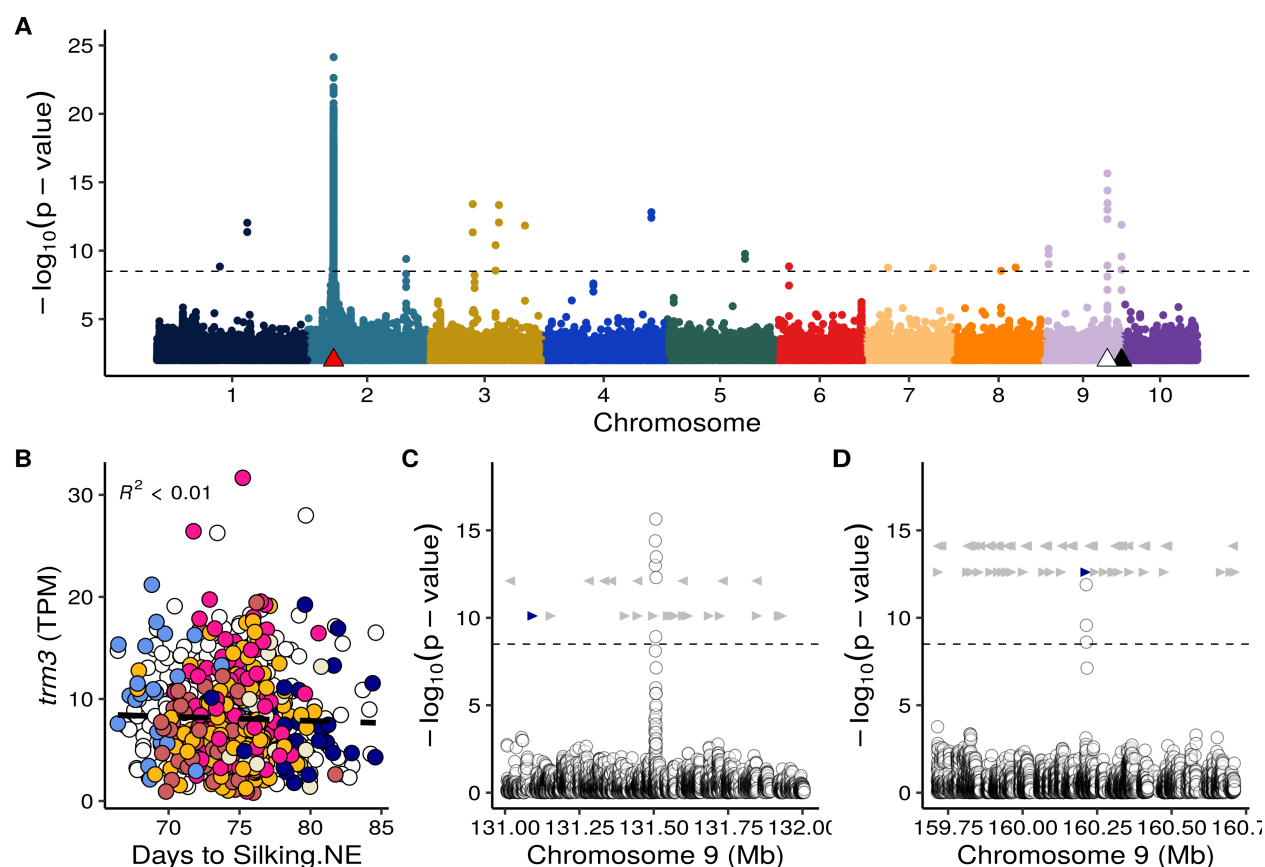 A
25
20
15
10
5
− log10(p − value)
1 2 3 4 5 6 7 8 9 10
Chromosome
B
R2 < 0.01
30
20
10
0
trm3 (TPM)
70 75 80 85
Days to Silking.NE
C
15
10
5
0
− log10(p − value)
131.00 131.25 131.50 131.75 132.0
Chromosome 9 (Mb)
D
15
10
5
0
− log10(p − value)
159.75 160.00 160.25 160.50 160.7
Chromosome 9 (Mb)